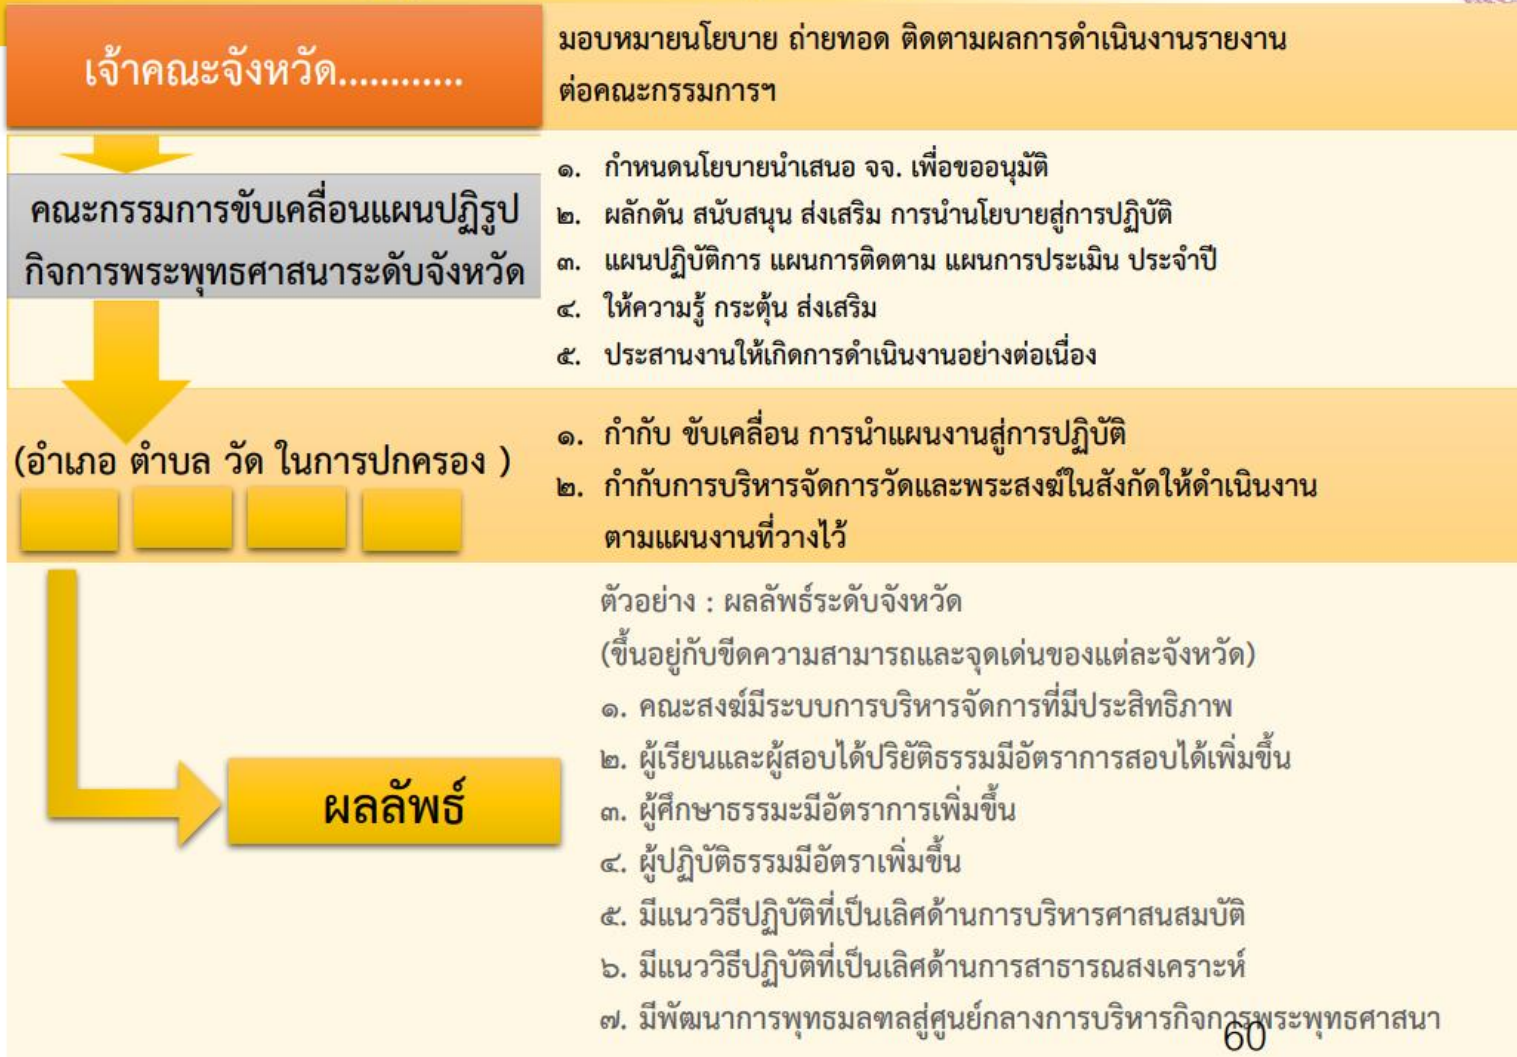 เจ้าคณะจังหวัด............
มอบหมายนโยบาย ถ่ายทอด ติดตามผลการดำเนินงานรายงาน
ต่อคณะกรรมการฯ
คณะกรรมการขับเคลื่อนแผนปฏิรูป
กิจการพระพุทธศาสนาระดับจังหวัด
๑. กำหนดนโยบายนำเสนอ จจ. เพื่อขออนุมัติ
๒. ผลักดัน สนับสนุน ส่งเสริม การนำนโยบายสู่การปฏิบัติ
๓. แผนปฏิบัติการ แผนการติดตาม แผนการประเมิน ประจำปี
๔. ให้ความรู้ กระตุ้น ส่งเสริม
๕. ประสานงานให้เกิดการดำเนินงานอย่างต่อเนื่อง
(อำเภอ ตำบล วัด ในการปกครอง )
๑. กำกับ ขับเคลื่อน การนำแผนงานสู่การปฏิบัติ
๒. กำกับการบริหารจัดการวัดและพระสงฆ์ในสังกัดให้ดำเนินงาน
ตามแผนงานที่วางไว้
ผลลัพธ์
ตัวอย่าง : ผลลัพธ์ระดับจังหวัด
(ขึ้นอยู่กับขีดความสามารถและจุดเด่นของแต่ละจังหวัด)
๑. คณะสงฆ์มีระบบการบริหารจัดการที่มีประสิทธิภาพ
๒. ผู้เรียนและผู้สอบได้ปริยัติธรรมมีอัตราการสอบได้เพิ่มขึ้น
๓. ผู้ศึกษาธรรมะมีอัตราการเพิ่มขึ้น
๔. ผู้ปฏิบัติธรรมมีอัตราเพิ่มขึ้น
๕. มีแนววิธีปฏิบัติที่เป็นเลิศด้านการบริหารศาสนสมบัติ
๖. มีแนววิธีปฏิบัติที่เป็นเลิศด้านการสาธารณสงเคราะห์
๗. มีพัฒนาการพุทธมลฑลสู่ศูนย์กลางการบริหารกิจการพระพุทธศาสนา
60